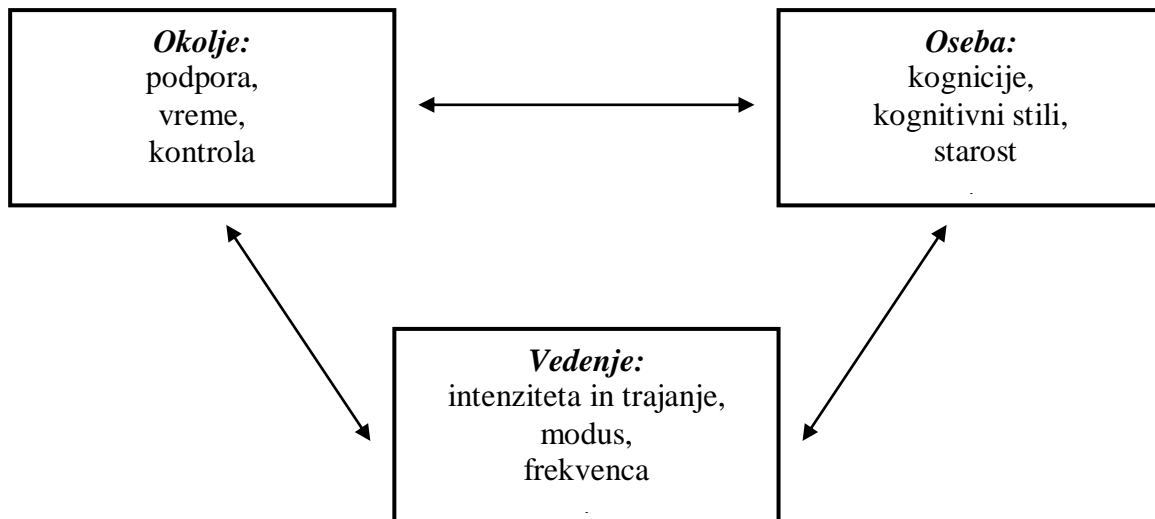 Okolje:
podpora,
vreme,
kontrola
Oseba:
kognicije,
kognitivni stili,
starost
.
Vedenje:
intenziteta in trajanje,
modus,
frekvenca
.